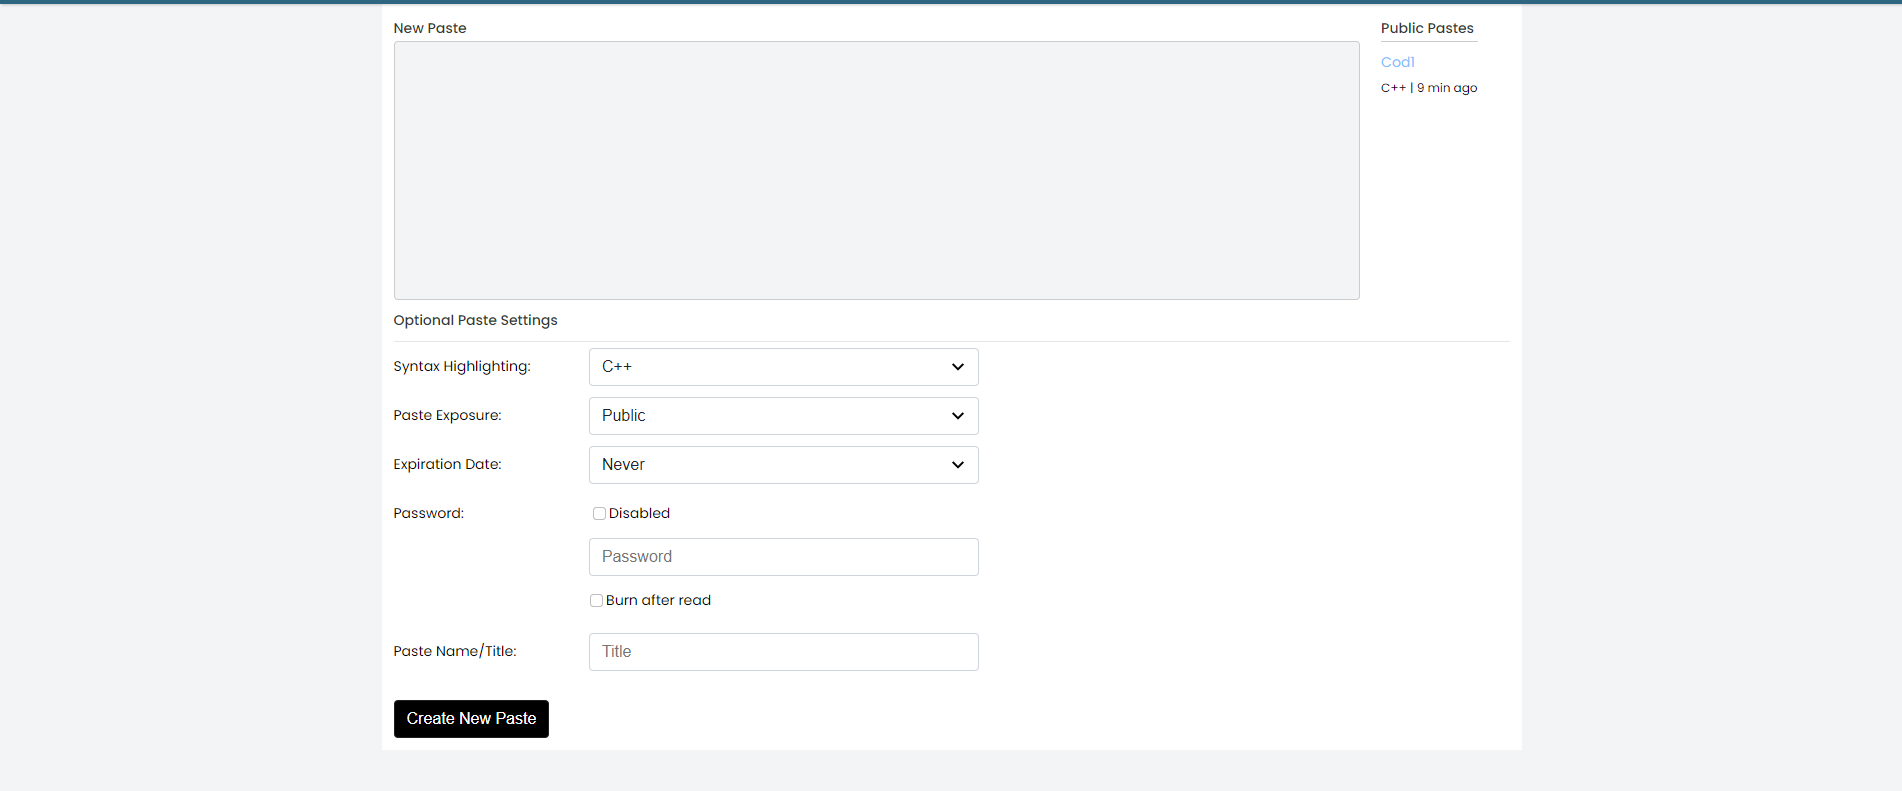 New Paste
Public Pastes
Cod1
C++ | 9 min ago
Optional Paste Settings
Syntax Highlighting:
C++
Paste Exposure:
Public
Expiration Date:
Never
Password:
Disabled
Password
Burn after read
Paste Name/Title:
Title
Create New Paste